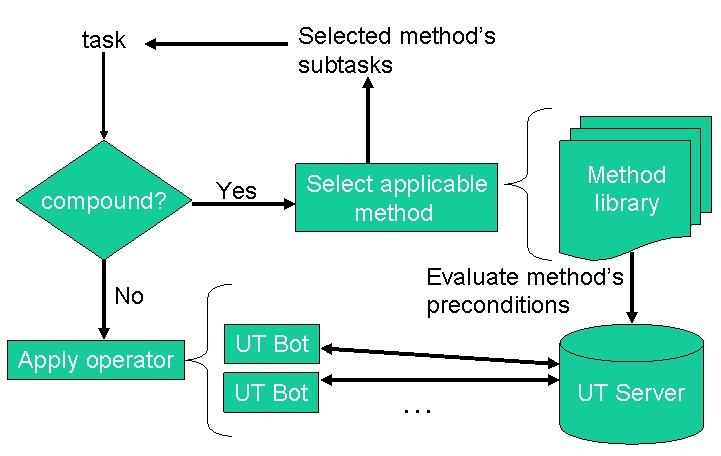 task
Selected method's
subtasks
compound?
Yes
Select applicable
method
Method
library
No
Evaluate method's
preconditions
Apply operator
UT Bot
UT Bot
...
UT Server